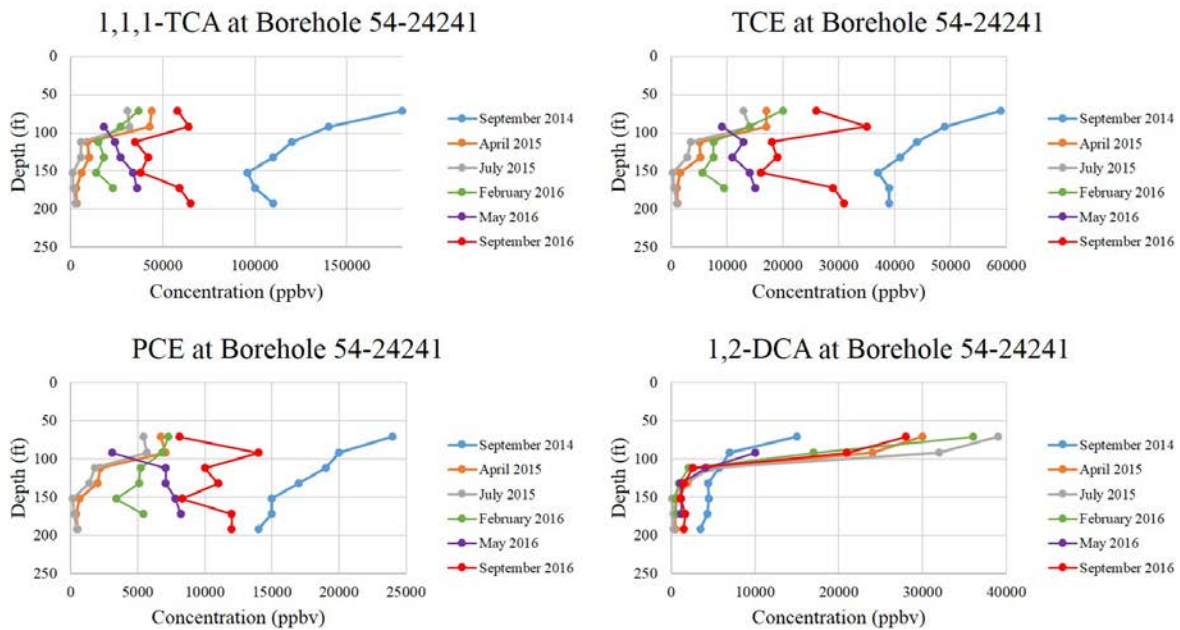 1,1,1-TCA at Borehole 54-24241
0
50
100
150
200
250
Depth (ft)
0
50000
100000
150000
Concentration (ppbv)
September 2014
April 2015
July 2015
February 2016
May 2016
September 2016
TCE at Borehole 54-24241
0
50
100
150
200
250
Depth (ft)
0
10000
20000
30000
40000
50000
60000
Concentration (ppbv)
September 2014
April 2015
July 2015
February 2016
May 2016
September 2016
PCE at Borehole 54-24241
0
50
100
150
200
250
Depth (ft)
0
5000
10000
15000
20000
25000
Concentration (ppbv)
September 2014
April 2015
July 2015
February 2016
May 2016
September 2016
1,2-DCA at Borehole 54-24241
0
50
100
150
200
250
Depth (ft)
0
10000
20000
30000
40000
Concentration (ppbv)
September 2014
April 2015
July 2015
February 2016
May 2016
September 2016